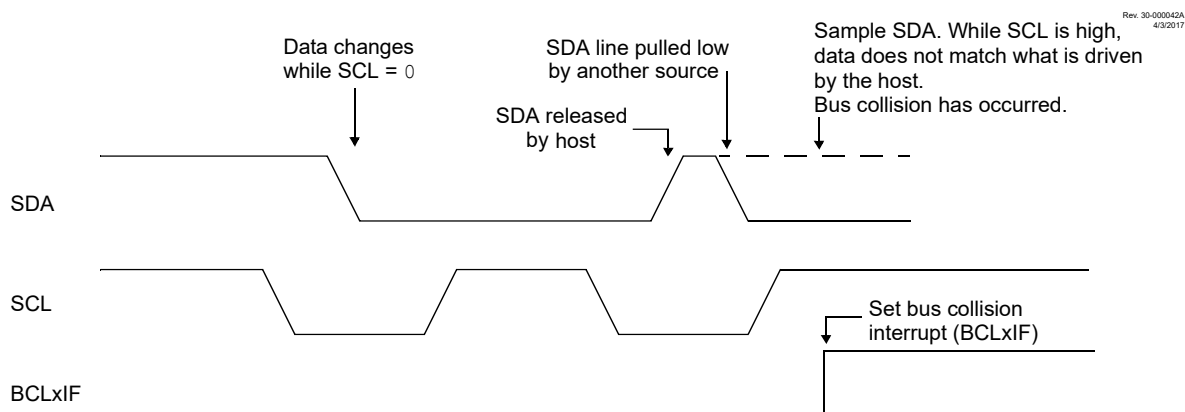 Rev. 30-000042A
4/3/2017
Data changes
while SCL = 0
SDA line pulled low
by another source
SDA released
by host
Sample SDA. While SCL is high,
data does not match what is driven
by the host.
Bus collision has occurred.
SDA
SCL
Set bus collision
interrupt (BCLxIF)
BCLxIF